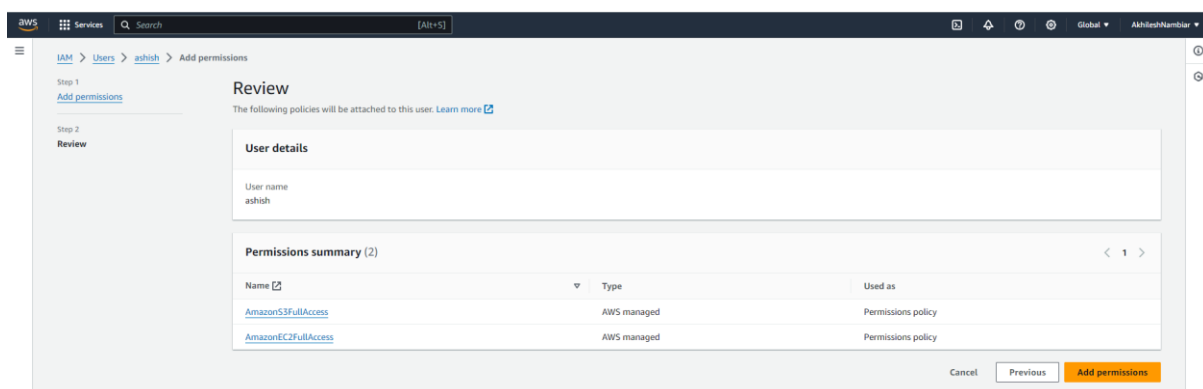 aws Services Search [Alt+S] Global AkhileshNambiar
IAM > Users > ashish > Add permissions
Step 1
Add permissions
Step 2
Review
Review
The following policies will be attached to this user. Learn more
User details
User name
ashish
Permissions summary (2) < 1 >
Name Type Used as
AmazonS3FullAccess AWS managed Permissions policy
AmazonEC2FullAccess AWS managed Permissions policy
Cancel Previous Add permissions